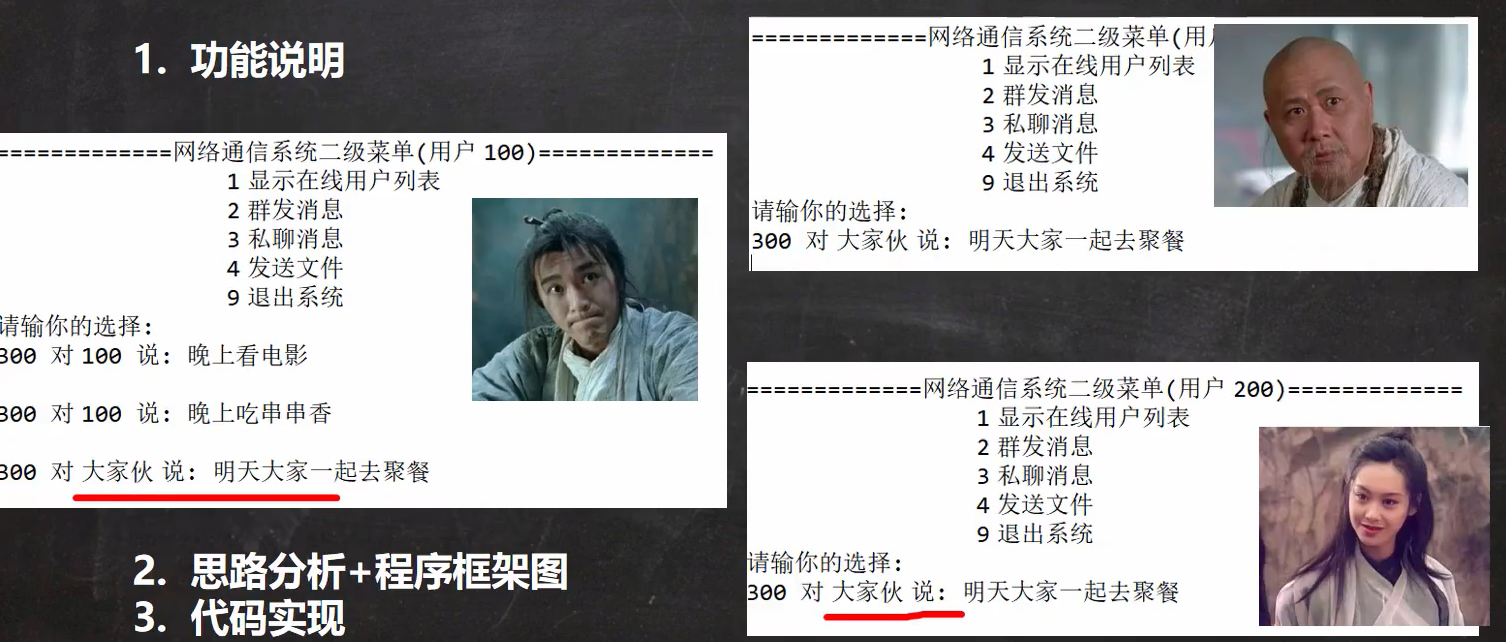 1. 功能说明
=============网络通信系统二级菜单(用户 100)=============
1 显示在线用户列表
2 群发消息
3 私聊消息
4 发送文件
9 退出系统
请输你的选择:
300 对 100 说: 晚上看电影
300 对 100 说: 晚上吃串串香
300 对 大家伙 说: 明天大家一起去聚餐
2. 思路分析+程序框架图
3. 代码实现
=============网络通信系统二级菜单(用
1 显示在线用户列表
2 群发消息
3 私聊消息
4 发送文件
9 退出系统
请输你的选择:
300 对 大家伙 说: 明天大家一起去聚餐
=============网络通信系统二级菜单(用户 200)=============
1 显示在线用户列表
2 群发消息
3 私聊消息
4 发送文件
9 退出系统
请输你的选择:
300 对 大家伙 说: 明天大家一起去聚餐